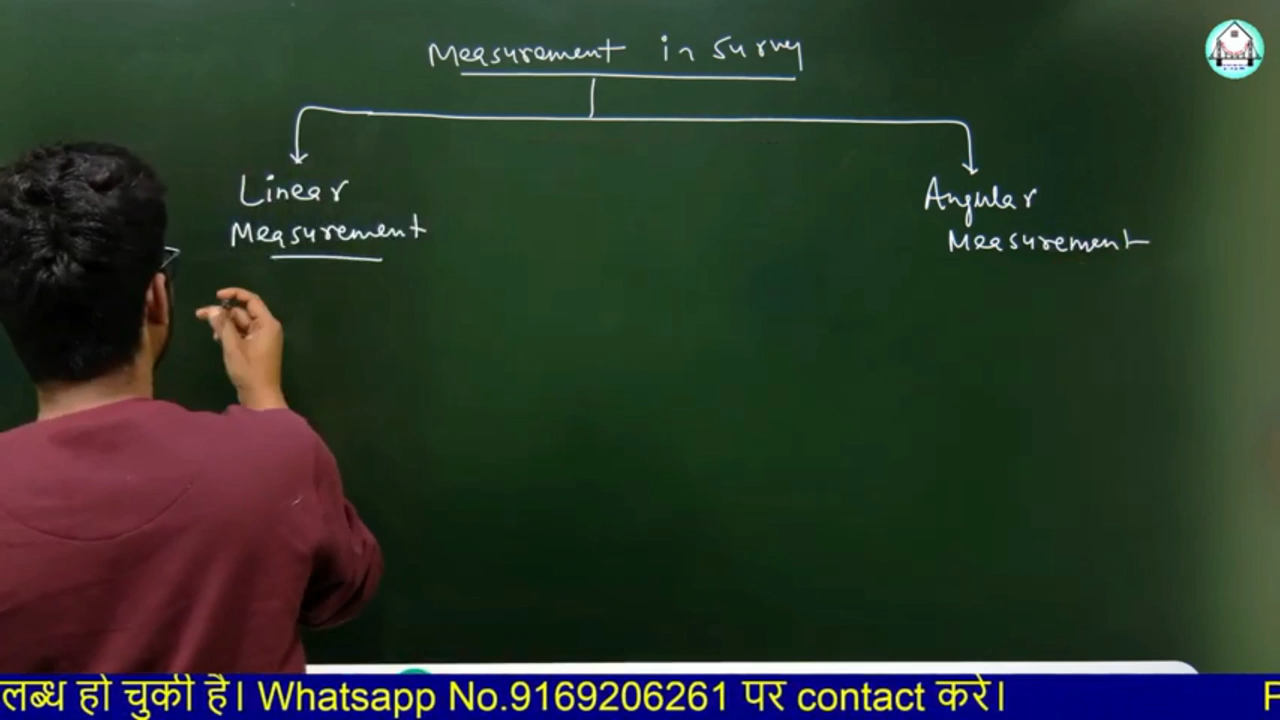 Measurement in Survey
Linear
Measurement
Angular
Measurement
लब्ध हो चुकी है। Whatsapp No.9169206261 पर contact करे। F